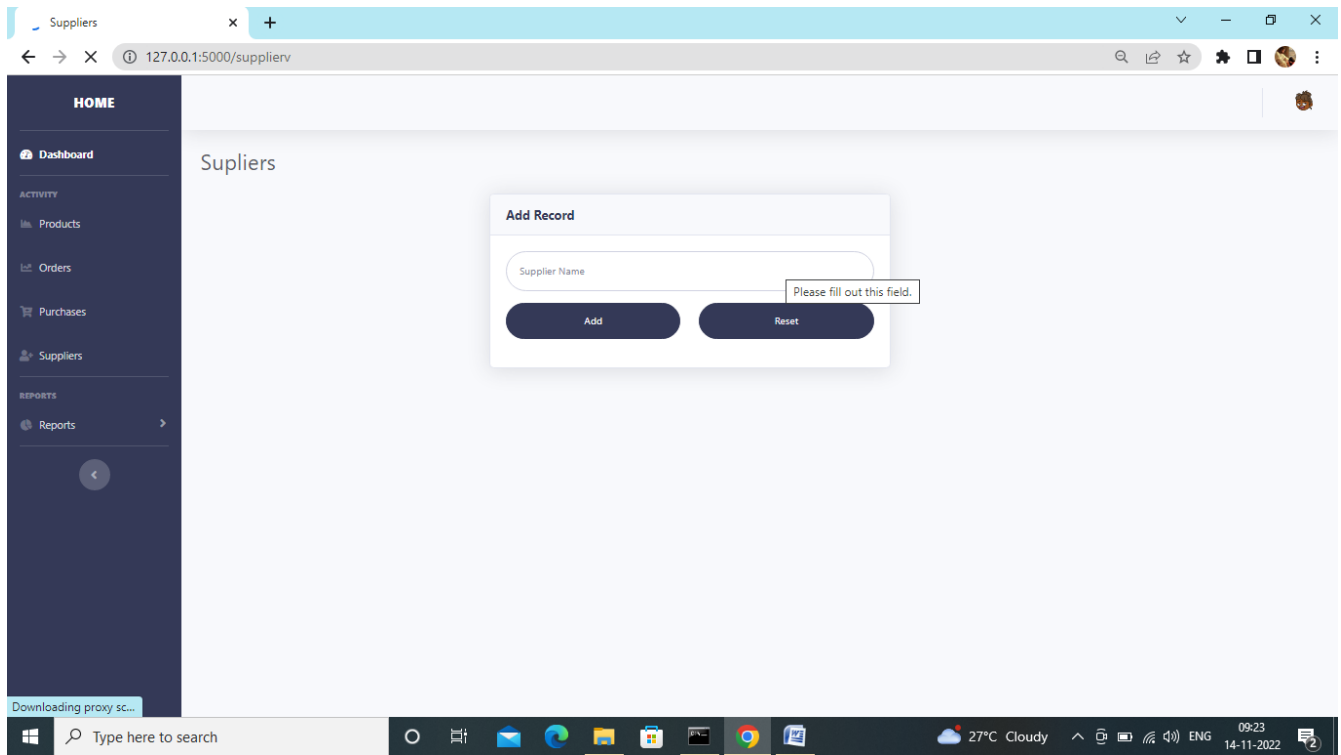 Suppliers
127.0.0.1:5000/supplierv
HOME
Dashboard
ACTIVITY
Products
Orders
Purchases
Suppliers
REPORTS
Reports
Supliers
Add Record
Supplier Name
Please fill out this field.
Add Reset
Downloading proxy sc...
Type here to search
27°C Cloudy
ENG
09:23
14-11-2022
2